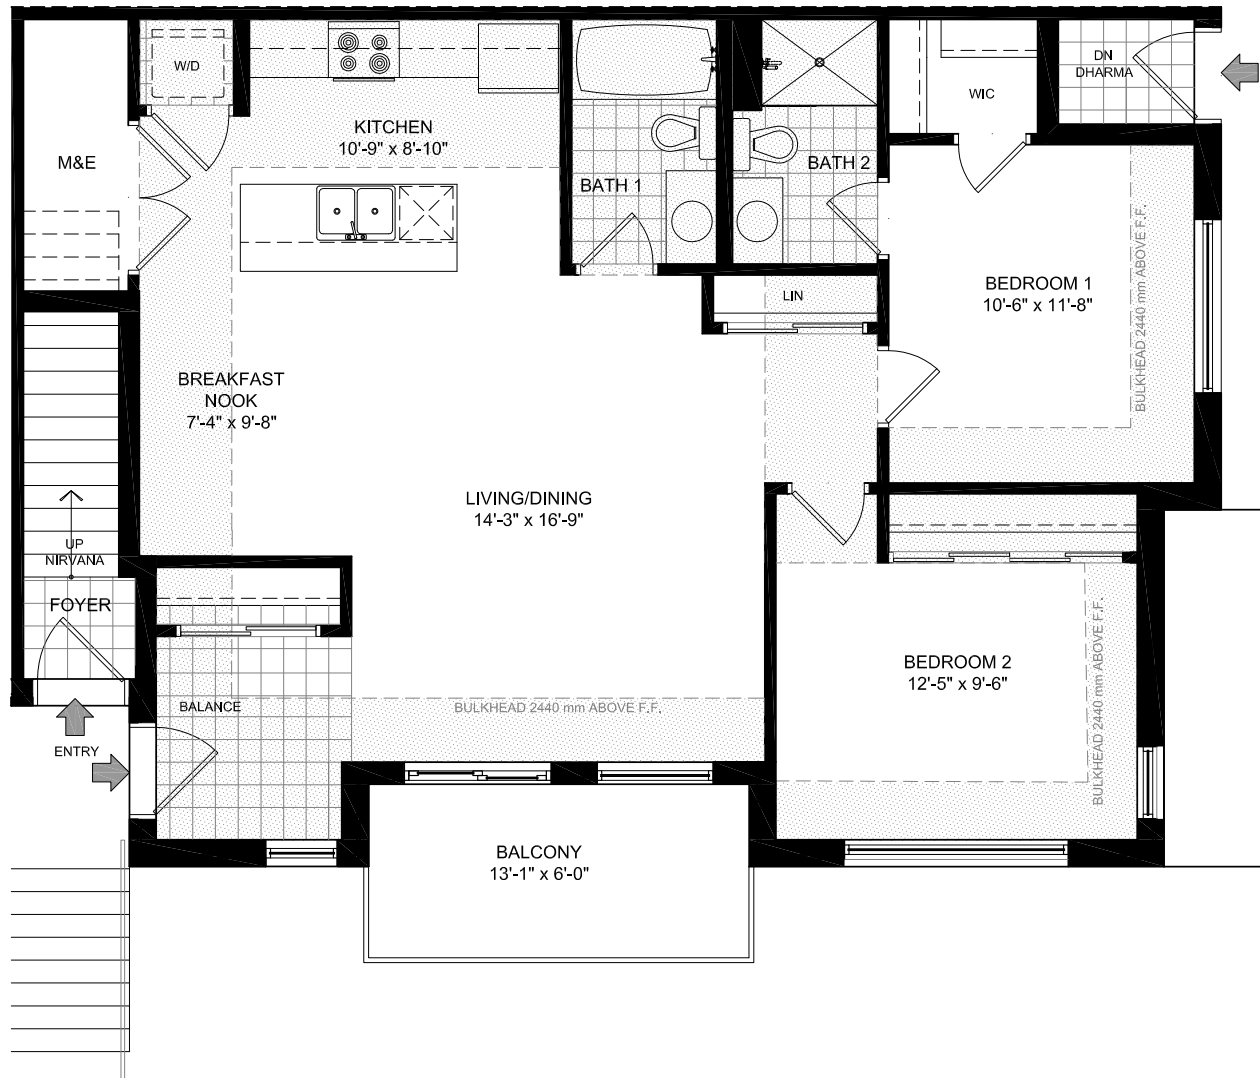 W/D
DN
DHARMA
WIC
KITCHEN
10'-9" x 8'-10"
M&E
BATH 1
BATH 2
BULKHEAD 2440 mm ABOVE F.F.
BEDROOM 1
10'-6" x 11'-8"
LIN
BREAKFAST
NOOK
7'-4" x 9'-8"
LIVING/DINING
14'-3" x 16'-9"
UP
NIRVANA
FOYER
BEDROOM 2
12'-5" x 9'-6"
BULKHEAD 2440 mm ABOVE F.F.
BALANCE
BULKHEAD 2440 mm ABOVE F.F.
ENTRY
BALCONY
13'-1" x 6'-0"